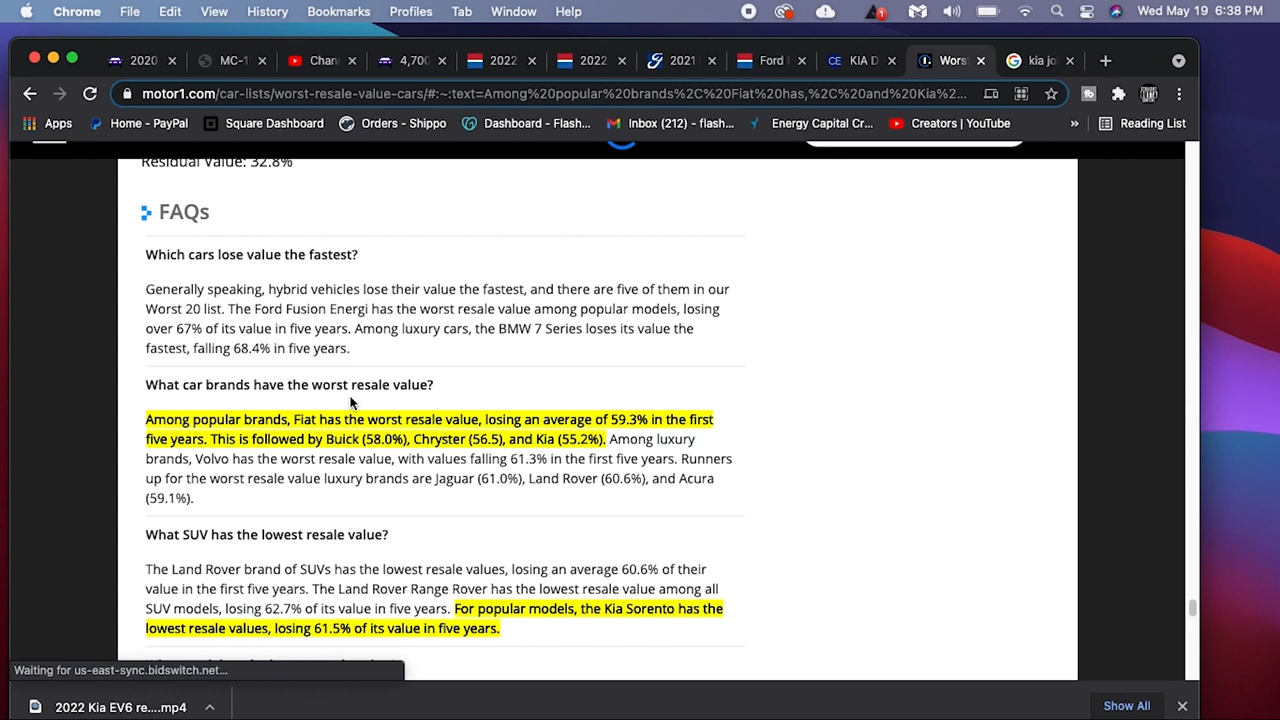 Chrome File Edit View History Bookmarks Profiles Tab Window Help Wed May 19 6:38 PM
2020 MC-1 Chan 4,700 2022 2022 2021 Ford KIA D Wors kia jo
motor1.com/car-lists/worst-resale-value-cars/#:~:text=Among%20popular%20brands%2C%20Fiat%20has,%2C%20and%20Kia%2...
Apps Home - PayPal Square Dashboard Orders - Shippo Dashboard - Flash... Inbox (212) - flash... Energy Capital Cr... Creators | YouTube » Reading List
Residual Value: 32.8%
FAQs
Which cars lose value the fastest?
Generally speaking, hybrid vehicles lose their value the fastest, and there are five of them in our
Worst 20 list. The Ford Fusion Energi has the worst resale value among popular models, losing
over 67% of its value in five years. Among luxury cars, the BMW 7 Series loses its value the
fastest, falling 68.4% in five years.
What car brands have the worst resale value?
Among popular brands, Fiat has the worst resale value, losing an average of 59.3% in the first
five years. This is followed by Buick (58.0%), Chryster (56.5), and Kia (55.2%). Among luxury
brands, Volvo has the worst resale value, with values falling 61.3% in the first five years. Runners
up for the worst resale value luxury brands are Jaguar (61.0%), Land Rover (60.6%), and Acura
(59.1%).
What SUV has the lowest resale value?
The Land Rover brand of SUVs has the lowest resale values, losing an average 60.6% of their
value in the first five years. The Land Rover Range Rover has the lowest resale value among all
SUV models, losing 62.7% of its value in five years. For popular models, the Kia Sorento has the
lowest resale values, losing 61.5% of its value in five years.
Waiting for us-east-sync.bidswitch.net...
2022 Kia EV6 re....mp4 Show All